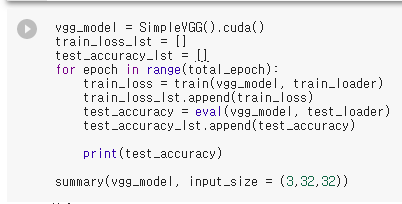 vgg_model = SimpleVGG().cuda()
train_loss_lst = []
test_accuracy_lst = []
for epoch in range(total_epoch):
    train_loss = train(vgg_model, train_loader)
    train_loss_lst.append(train_loss)
    test_accuracy = eval(vgg_model, test_loader)
    test_accuracy_lst.append(test_accuracy)

    print(test_accuracy)

summary(vgg_model, input_size = (3,32,32))